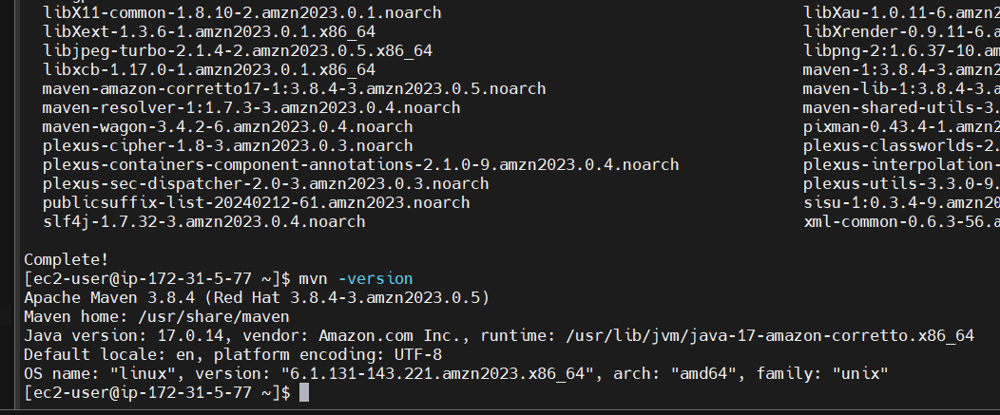 libX11-common-1.8.10-2.amzn2023.0.1.noarch libXau-1.0.11-6.amzn2
libXext-1.3.6-1.amzn2023.0.1.x86_64 libXrender-0.9.11-6.a
libjpeg-turbo-2.1.4-2.amzn2023.0.5.x86_64 libpng-2:1.6.37-10.am
libxcb-1.17.0-1.amzn2023.0.1.x86_64 maven-1:3.8.4-3.amzn2
maven-amazon-corretto17-1:3.8.4-3.amzn2023.0.5.noarch maven-lib-1:3.8.4-3.a
maven-resolver-1:1.7.3-3.amzn2023.0.4.noarch maven-shared-utils-3.
maven-wagon-3.4.2-6.amzn2023.0.4.noarch pixman-0.43.4-1.amzn2
plexus-cipher-1.8-3.amzn2023.0.3.noarch plexus-classworlds-2.
plexus-containers-component-annotations-2.1.0-9.amzn2023.0.4.noarch plexus-interpolation-
plexus-sec-dispatcher-2.0-3.amzn2023.0.3.noarch plexus-utils-3.3.0-9.
publicsuffix-list-20240212-61.amzn2023.noarch sisu-1:0.3.4-9.amzn20
slf4j-1.7.32-3.amzn2023.0.4.noarch xml-common-0.6.3-56.a
Complete!
[ec2-user@ip-172-31-5-77 ~]$ mvn -version
Apache Maven 3.8.4 (Red Hat 3.8.4-3.amzn2023.0.5)
Maven home: /usr/share/maven
Java version: 17.0.14, vendor: Amazon.com Inc., runtime: /usr/lib/jvm/java-17-amazon-corretto.x86_64
Default locale: en, platform encoding: UTF-8
OS name: "linux", version: "6.1.131-143.221.amzn2023.x86_64", arch: "amd64", family: "unix"
[ec2-user@ip-172-31-5-77 ~]$